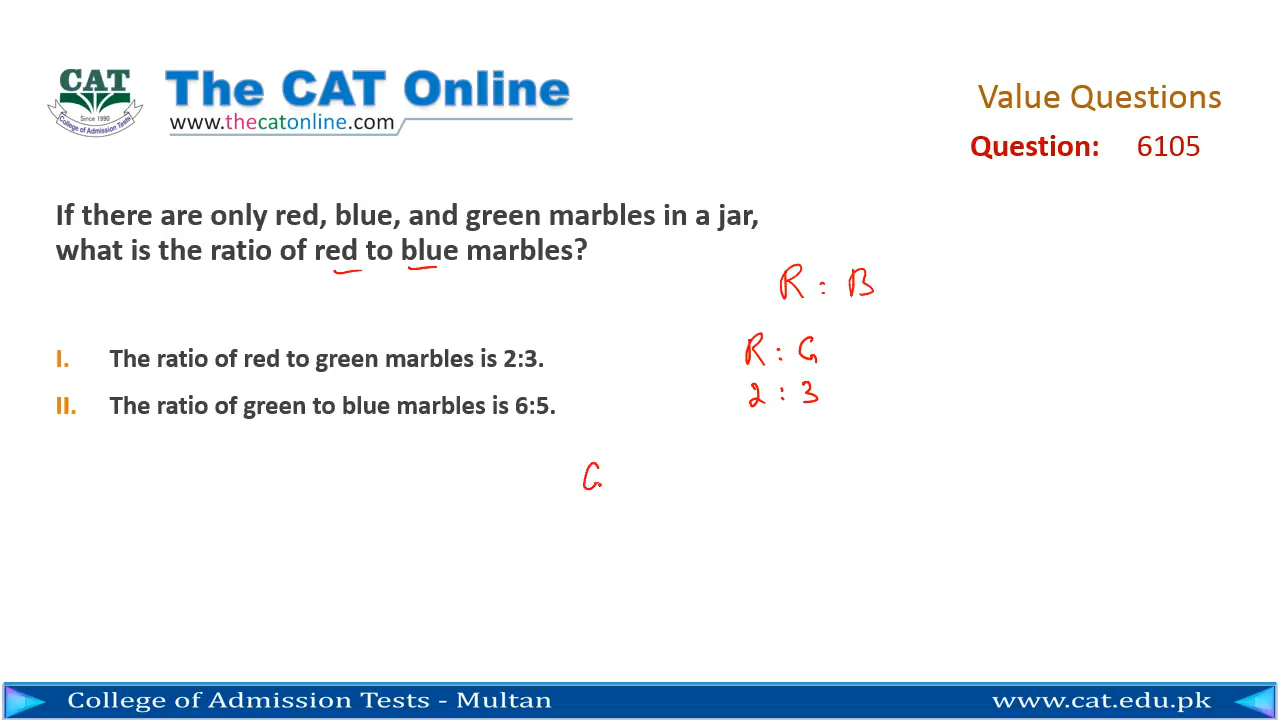 CAT
Since 1990
College of Admission Tests
The CAT Online
www.thecatonline.com
Value Questions
Question: 6105
If there are only red, blue, and green marbles in a jar,
what is the ratio of red to blue marbles?
R : B
I. The ratio of red to green marbles is 2:3.
R : G
II. The ratio of green to blue marbles is 6:5.
2 : 3
G
College of Admission Tests - Multan
www.cat.edu.pk